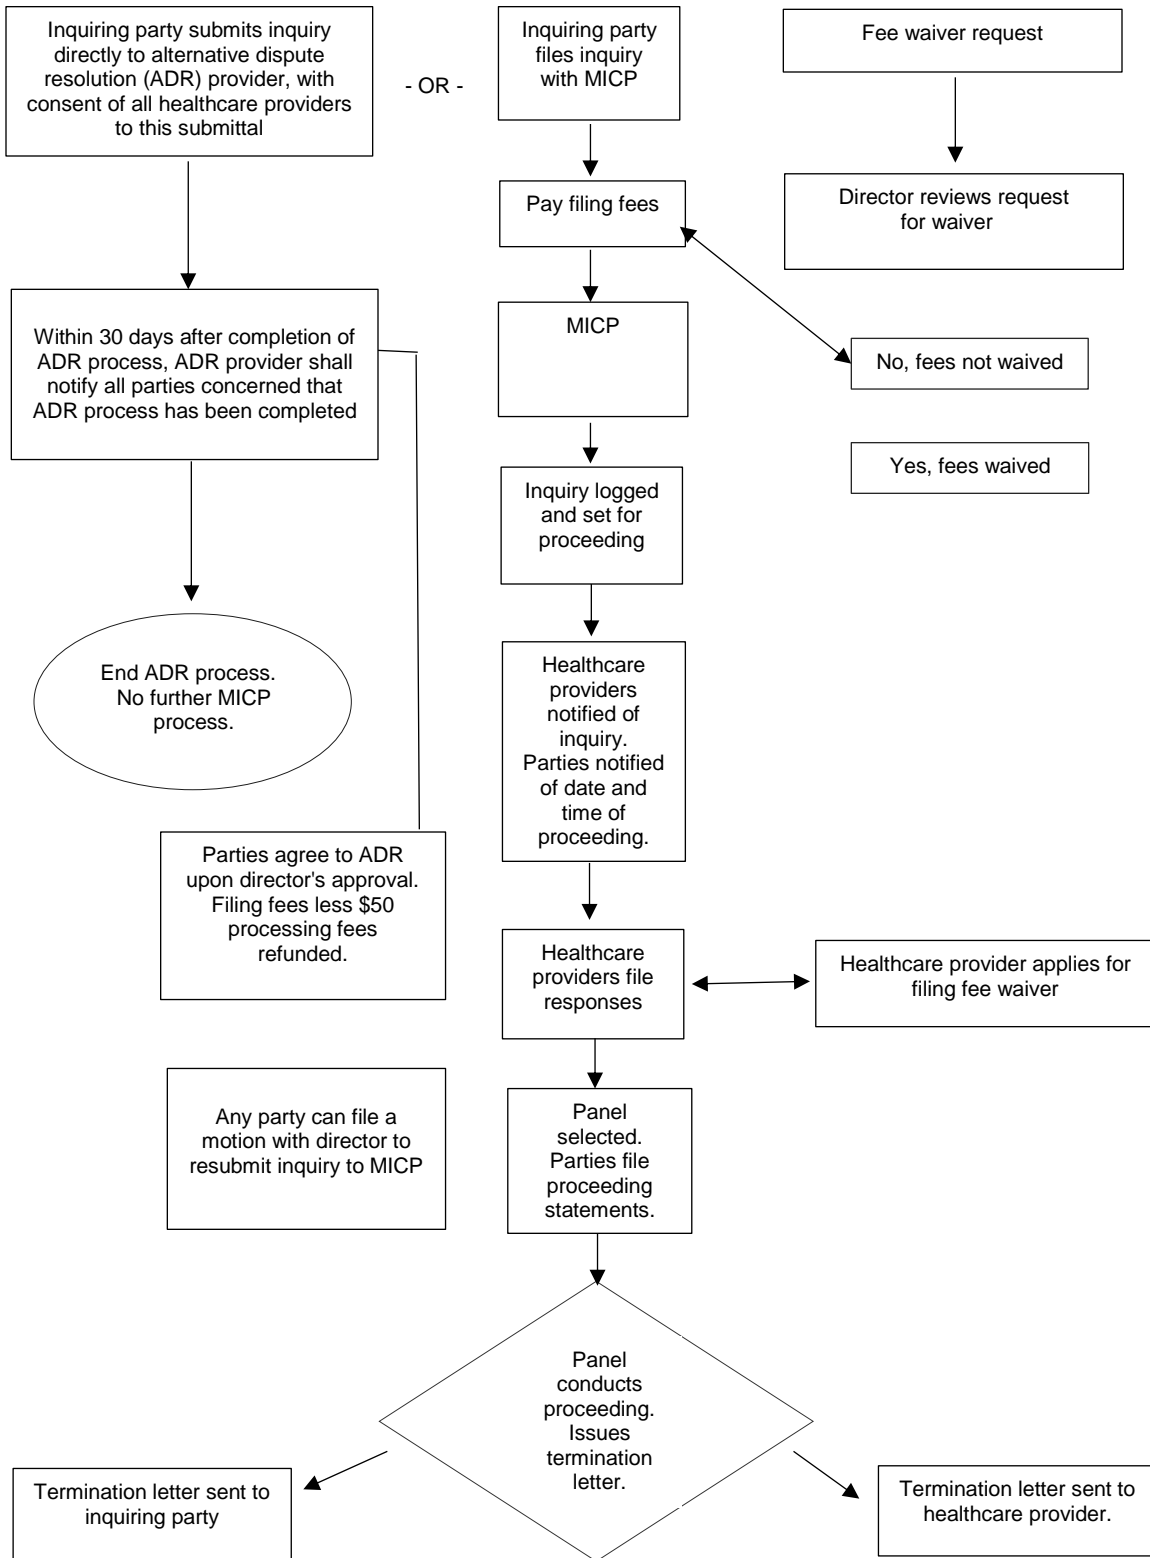 Inquiring party submits inquiry
directly to alternative dispute
resolution (ADR) provider, with
consent of all healthcare providers
to this submittal
- OR -
Inquiring party
files inquiry
with MICP
Fee waiver request
Pay filing fees
Director reviews request
for waiver
Within 30 days after completion of
ADR process, ADR provider shall
notify all parties concerned that
ADR process has been completed
MICP
No, fees not waived
Yes, fees waived
Inquiry logged
and set for
proceeding
End ADR process.
No further MICP
process.
Healthcare
providers
notified of
inquiry.
Parties notified
of date and
time of
proceeding.
Parties agree to ADR
upon director's approval.
Filing fees less $50
processing fees
refunded.
Healthcare
providers file
responses
Healthcare provider applies for
filing fee waiver
Any party can file a
motion with director to
resubmit inquiry to MICP
Panel
selected.
Parties file
proceeding
statements.
Panel
conducts
proceeding.
Issues
termination
letter.
Termination letter sent to
inquiring party
Termination letter sent to
healthcare provider.